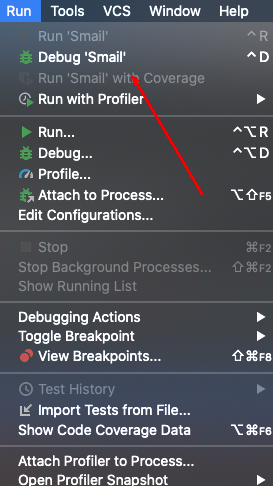 Run Tools VCS Window Help
Run 'Smail' ^R
Debug 'Smail' ^D
Run 'Smail' with Coverage
Run with Profiler
Run... ^⌥R
Debug... ^⌥D
Profile...
Attach to Process... ⌥⇧F5
Edit Configurations...
Stop ⌘F2
Stop Background Processes... ⇧⌘F2
Show Running List
Debugging Actions
Toggle Breakpoint
View Breakpoints... ⇧⌘F8
Test History
Import Tests from File...
Show Code Coverage Data ⌥⌘F6
Attach Profiler to Process...
Open Profiler Snapshot